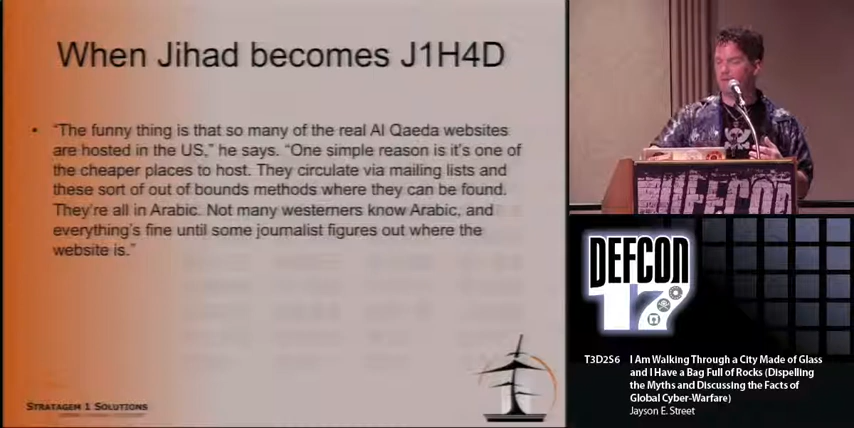 When Jihad becomes J1H4D
• "The funny thing is that so many of the real Al Qaeda websites
are hosted in the US," he says. "One simple reason is it's one of
the cheaper places to host. They circulate via mailing lists and
these sort of out of bounds methods where they can be found.
They're all in Arabic. Not many westerners know Arabic, and
everything's fine until some journalist figures out where the
website is."
STRATAGEM 1 SOLUTIONS
DEFCON
DEFCON
17
T3D2S6 I Am Walking Through a City Made of Glass
and I Have a Bag Full of Rocks (Dispelling
the Myths and Discussing the Facts of
Global Cyber-Warfare)
Jayson E. Street